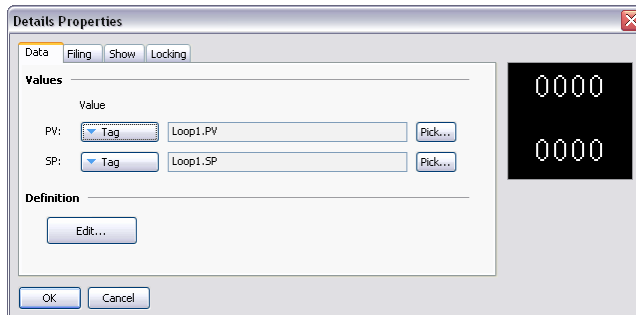 Details Properties
Data Filing Show Locking
Values
Value
PV: Tag Loop1.PV Pick...
SP: Tag Loop1.SP Pick...
Definition
Edit...
OK Cancel
0000
0000